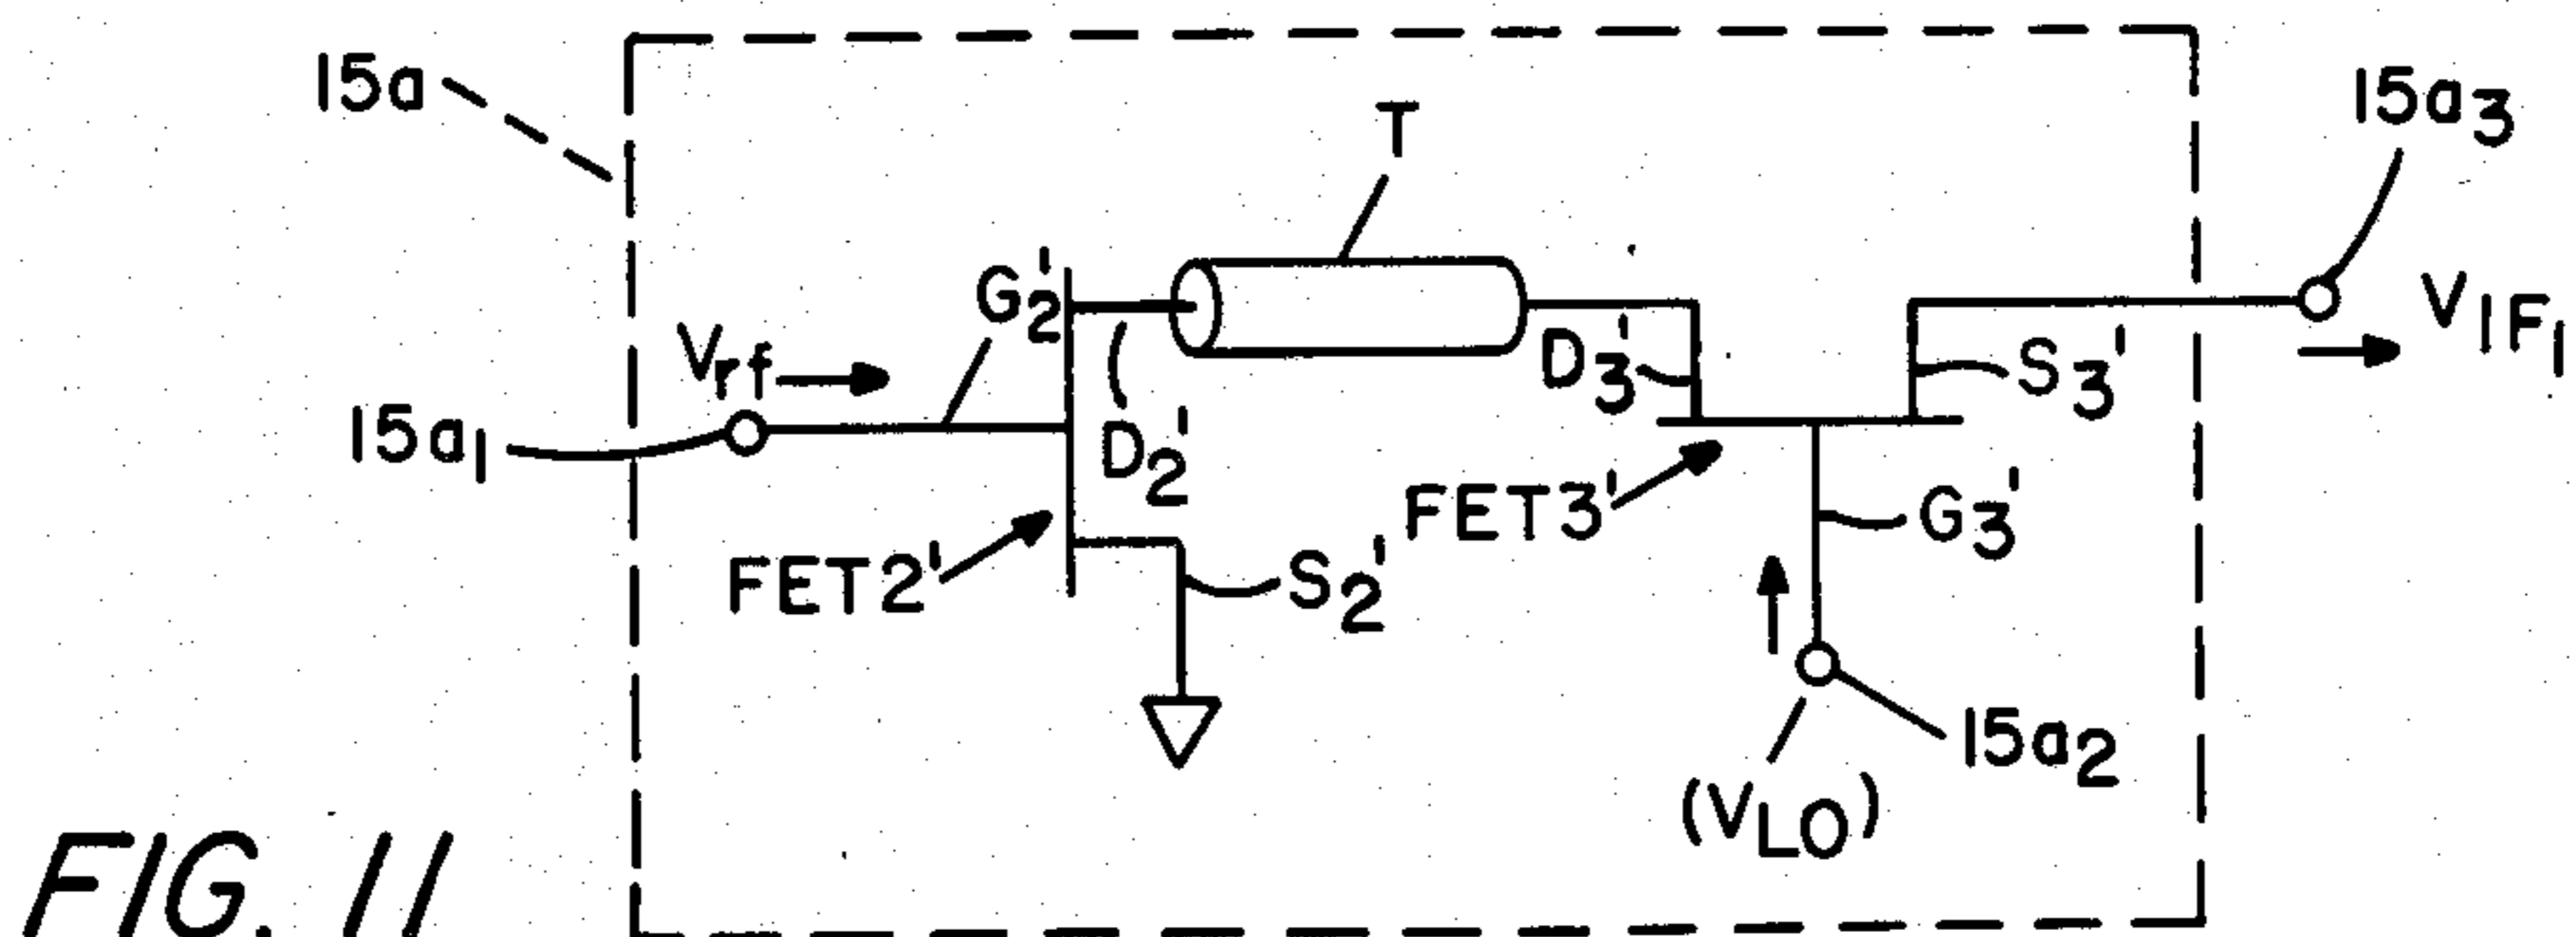 15a
T
15a3
G2'
Vrf
D3'
S3'
VIF1
15a1
D2'
FET3'
G3'
FET2'
S2'
15a2
(VLO)
FIG. 11